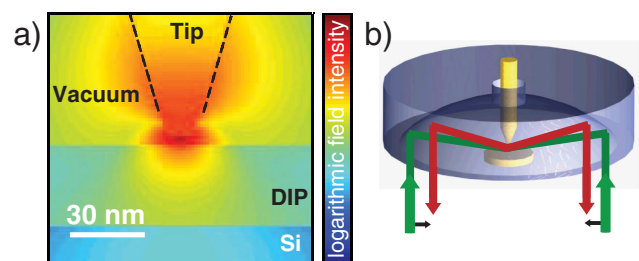 a)
Tip
Vacuum
DIP
30 nm
Si
logarithmic field intensity
b)